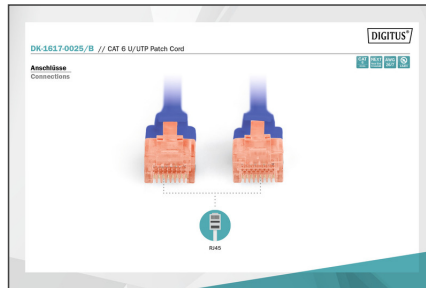 DIGITUS®
DK-1617-0025/B // CAT 6 U/UTP Patch Cord
Anschlüsse
Connections
RJ45